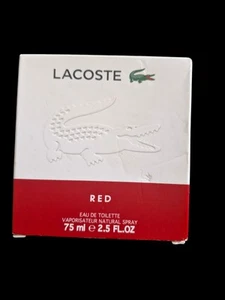 LACOSTE
RED
EAU DE TOILETTE
VAPORISATEUR NATURAL SPRAY
75 ml e 2.5 FL.OZ